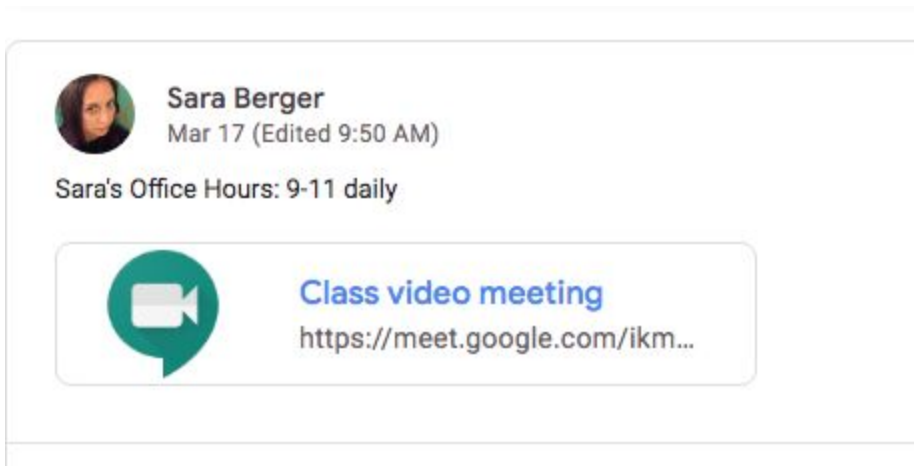 Sara Berger
Mar 17 (Edited 9:50 AM)
Sara's Office Hours: 9-11 daily
Class video meeting
https://meet.google.com/ikm...